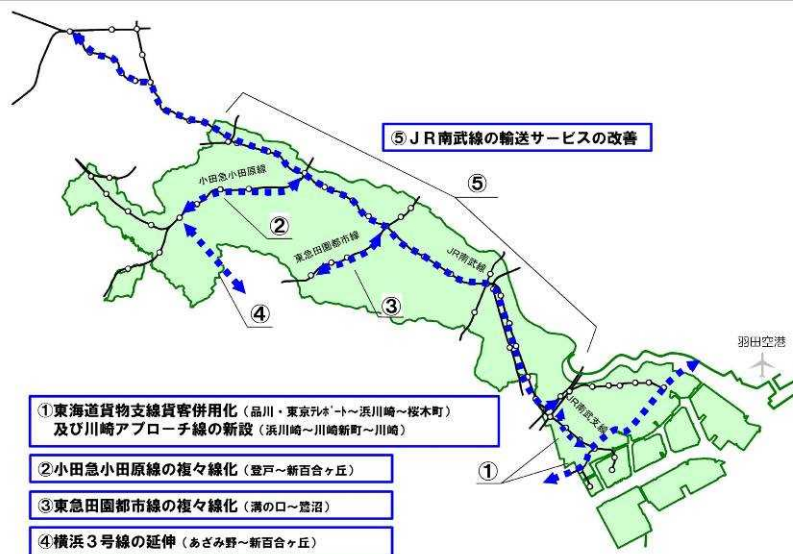 ⑤ＪＲ南武線の輸送サービスの改善
小田急小田原線
⑤
②
東急田園都市線
JR南武線
④
③
羽田空港
JR南武支線
①東海道貨物支線貨客併用化（品川・東京ﾃﾚﾎﾟｰﾄ～浜川崎～桜木町）
及び川崎アプローチ線の新設（浜川崎～川崎新町～川崎）
①
②小田急小田原線の複々線化（登戸～新百合ヶ丘）
③東急田園都市線の複々線化（溝の口～鷺沼）
④横浜３号線の延伸（あざみ野～新百合ヶ丘）